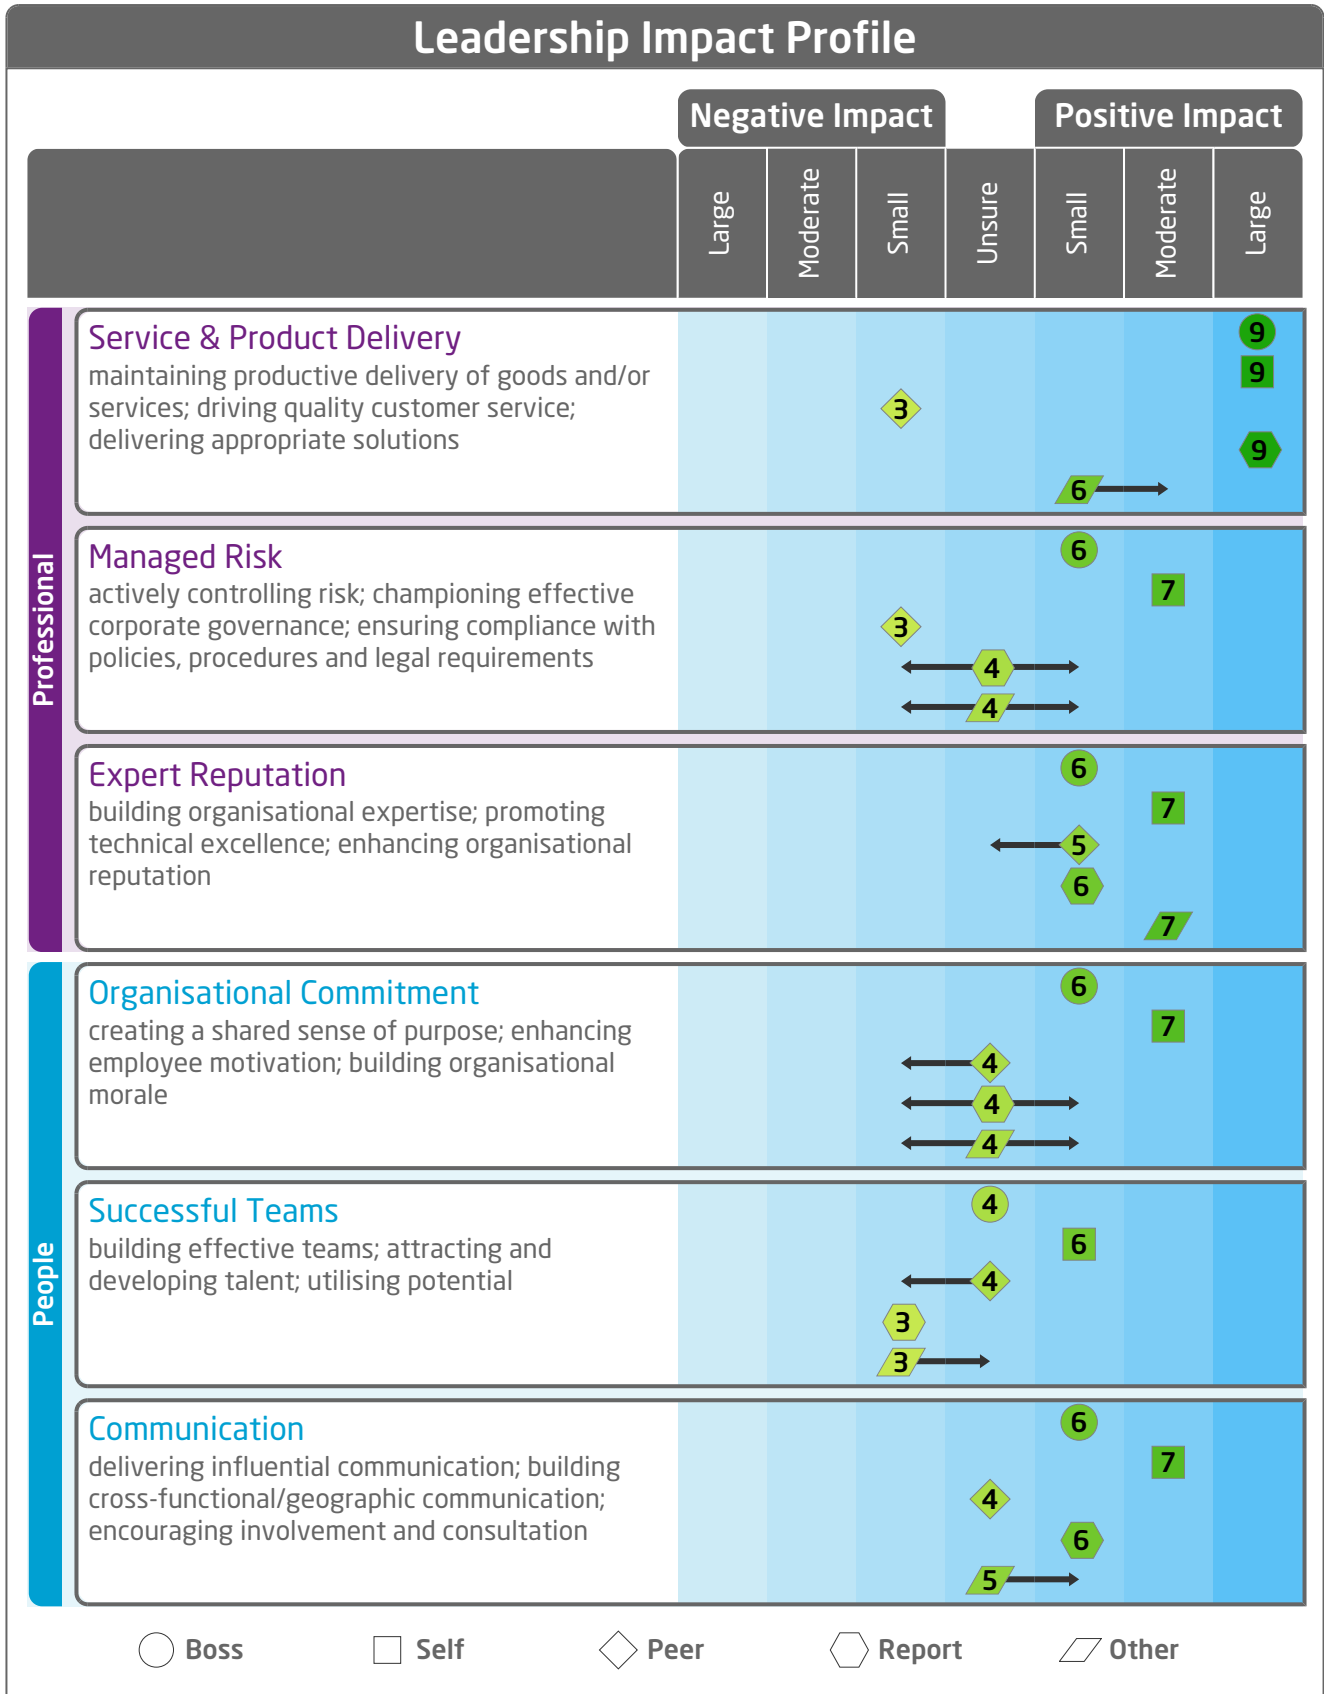 Leadership Impact Profile
Negative Impact
Positive Impact
Large
Moderate
Small
Unsure
Small
Moderate
Large
Professional
Service & Product Delivery
maintaining productive delivery of goods and/or
services; driving quality customer service;
delivering appropriate solutions
9
9
3
9
6
Managed Risk
actively controlling risk; championing effective
corporate governance; ensuring compliance with
policies, procedures and legal requirements
6
7
3
4
4
Expert Reputation
building organisational expertise; promoting
technical excellence; enhancing organisational
reputation
6
7
5
6
7
People
Organisational Commitment
creating a shared sense of purpose; enhancing
employee motivation; building organisational
morale
6
7
4
4
4
Successful Teams
building effective teams; attracting and
developing talent; utilising potential
4
6
4
3
3
Communication
delivering influential communication; building
cross-functional/geographic communication;
encouraging involvement and consultation
6
7
4
6
5
Boss
Self
Peer
Report
Other